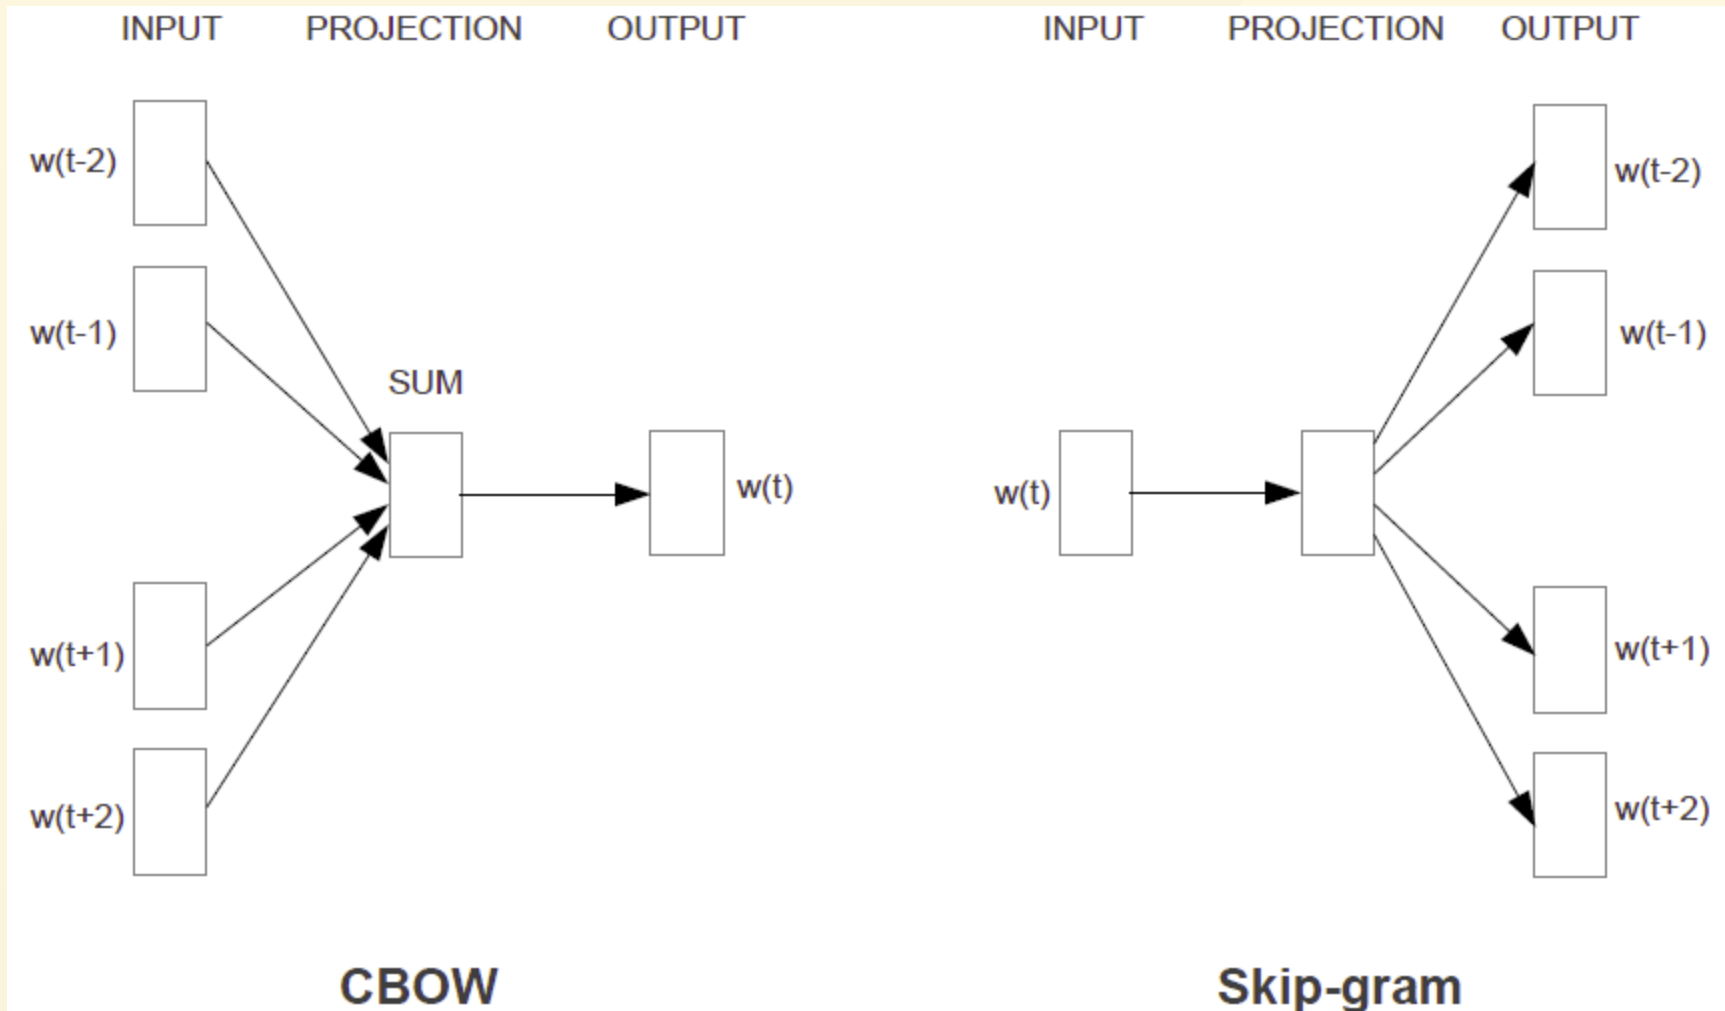 INPUT PROJECTION OUTPUT
w(t-2)
w(t-1)
SUM
w(t)
w(t+1)
w(t+2)
CBOW
INPUT PROJECTION OUTPUT
w(t-2)
w(t-1)
w(t)
w(t+1)
w(t+2)
Skip-gram